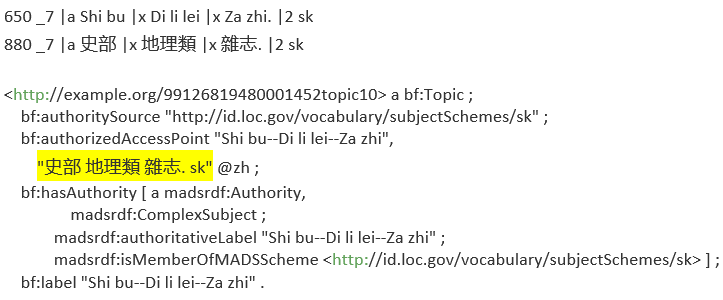 650 _7 |a Shi bu |x Di li lei |x Za zhi. |2 sk
880 _7 |a 史部 |x 地理類 |x 雜志. |2 sk
<http://example.org/99126819480001452topic10> a bf:Topic ;
bf:authoritySource "http://id.loc.gov/vocabulary/subjectSchemes/sk" ;
bf:authorizedAccessPoint "Shi bu--Di li lei--Za zhi",
"史部 地理類 雜志. sk" @zh ;
bf:hasAuthority [ a madsrdf:Authority,
madsrdf:ComplexSubject ;
madsrdf:authoritativeLabel "Shi bu--Di li lei--Za zhi" ;
madsrdf:isMemberOfMADSScheme <http://id.loc.gov/vocabulary/subjectSchemes/sk> ] ;
bf:label "Shi bu--Di li lei--Za zhi" .